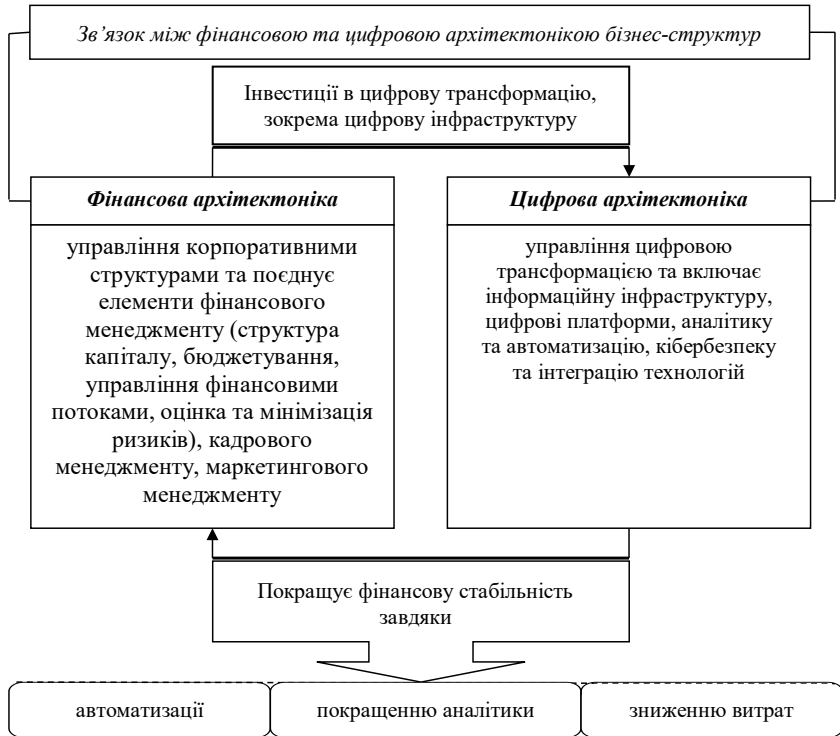 Зв’язок між фінансовою та цифровою архітектонікою бізнес-структур
Інвестиції в цифрову трансформацію,
зокрема цифрову інфраструктуру
Фінансова архітектоніка
управління корпоративними
структурами та поєднує
елементи фінансового
менеджменту (структура
капіталу, бюджетування,
управління фінансовими
потоками, оцінка та мінімізація
ризиків), кадрового
менеджменту, маркетингового
менеджменту
Цифрова архітектоніка
управління цифровою
трансформацією та включає
інформаційну інфраструктуру,
цифрові платформи, аналітику
та автоматизацію, кібербезпеку
та інтеграцію технологій
Покращує фінансову стабільність
завдяки
автоматизації
покращенню аналітики
зниженню витрат